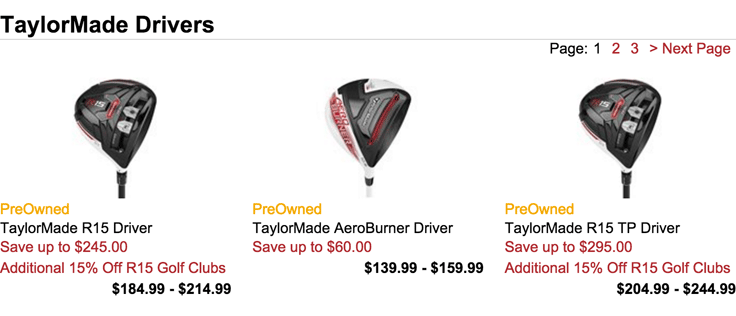 TaylorMade Drivers
Page: 1 2 3 > Next Page
PreOwned
TaylorMade R15 Driver
Save up to $245.00
Additional 15% Off R15 Golf Clubs
$184.99 - $214.99
PreOwned
TaylorMade AeroBurner Driver
Save up to $60.00
$139.99 - $159.99
PreOwned
TaylorMade R15 TP Driver
Save up to $295.00
Additional 15% Off R15 Golf Clubs
$204.99 - $244.99